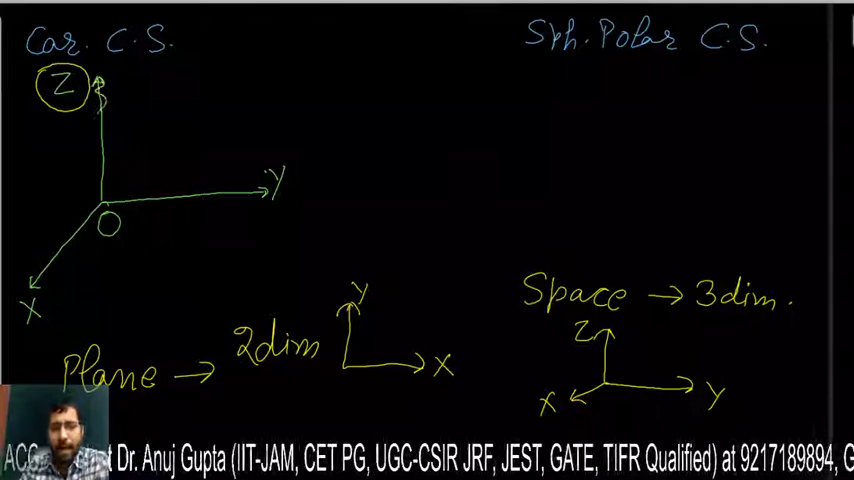 Car. C.S.
Sph. Polar C.S.
Z
Y
O
X
Plane → 2dim
Y
X
Space → 3dim.
Z
X
Y
t Dr. Anuj Gupta (IIT-JAM, CET PG, UGC-CSIR JRF, JEST, GATE, TIFR Qualified) at 9217189894, G